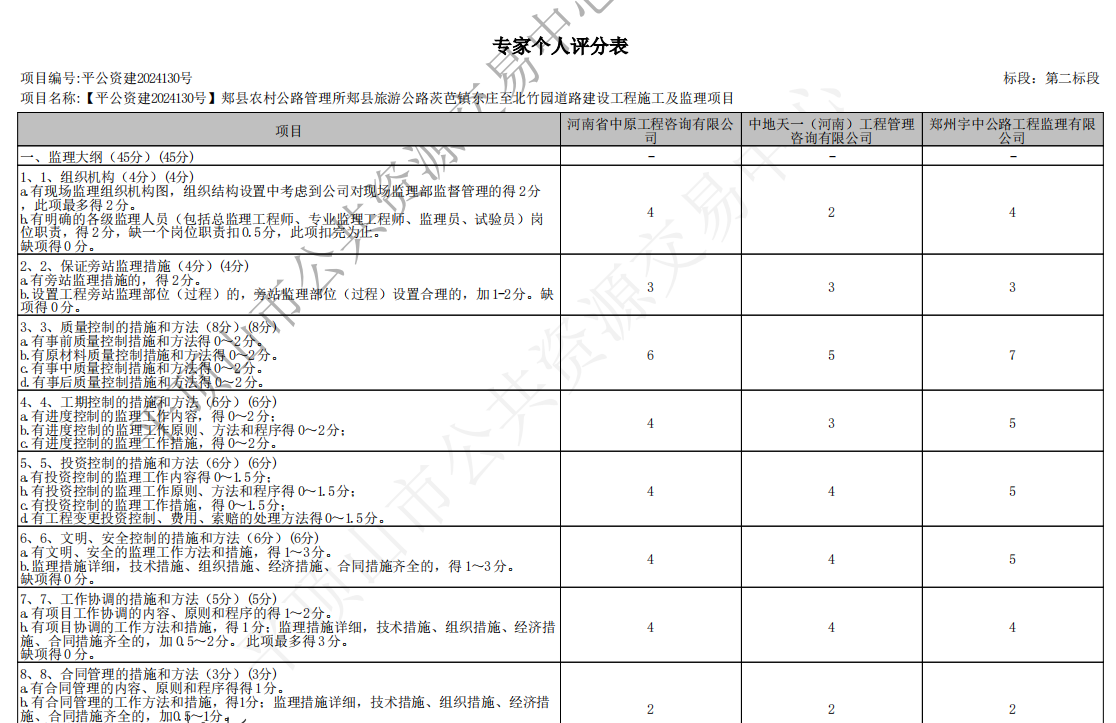 专家个人评分表
项目编号:平公资建2024130号
标段：第二标段
项目名称:【平公资建2024130号】郏县农村公路管理所郏县旅游公路茨芭镇余庄至北竹园道路建设工程施工及监理项目
项目
河南省中原工程咨询有限公
司
中地天一（河南）工程管理
咨询有限公司
郑州宇中公路工程监理有限
公司
一、监理大纲（45分）(45分)
- - -
1、1、组织机构（4分）(4分)
a.有现场监理组织机构图，组织结构设置中考虑到公司对现场监理部监督管理的得2分
，此项最多得2分。
b.有明确的各级监理人员（包括总监理工程师、专业监理工程师、监理员、试验员）岗
位职责，得2分，缺一个岗位职责扣0.5分，此项扣完为止。
缺项得0分。
4 2 4
2、2、保证旁站监理措施（4分）(4分)
a.有旁站监理措施的，得2分。
b.设置工程旁站监理部位（过程）的，旁站监理部位（过程）设置合理的，加1-2分。缺
项得0分。
3 3 3
3、3、质量控制的措施和方法（8分）(8分)
a.有事前质量控制措施和方法得0～2分。
b.有原材料质量控制措施和方法得0～2分。
c.有事中质量控制措施和方法得0～2分。
d.有事后质量控制措施和方法得0～2分。
6 5 7
4、4、工期控制的措施和方法（6分）(6分)
a.有进度控制的监理工作内容，得0～2分；
b.有进度控制的监理工作原则、方法和程序得0～2分；
c.有进度控制的监理工作措施，得0～2分。
4 3 5
5、5、投资控制的措施和方法（6分）(6分)
a.有投资控制的监理工作内容得0～1.5分；
b.有投资控制的监理工作原则、方法和程序得0～1.5分；
c.有投资控制的监理工作措施，得0～1.5分；
d.有工程变更投资控制、费用、索赔的处理方法得0～1.5分。
4 4 5
6、6、文明、安全控制的措施和方法（6分）(6分)
a.有文明、安全的监理工作方法和措施，得1～3分。
b.监理措施详细，技术措施、组织措施、经济措施、合同措施齐全的，得1～3分。
缺项得0分。
4 4 5
7、7、工作协调的措施和方法（5分）(5分)
a.有项目工作协调的内容、原则和程序的得1～2分。
b.有项目协调的工作方法和措施，得1分；监理措施详细，技术措施、组织措施、经济措
施、合同措施齐全的，加0.5～2分。此项最多得3分。
缺项得0分。
4 4 4
8、8、合同管理的措施和方法（3分）(3分)
a.有合同管理的内容、原则和程序得得1分。
b.有合同管理的工作方法和措施，得1分；监理措施详细，技术措施、组织措施、经济措
施、合同措施齐全的，加0.5～1分。
2 2 2
平顶山市公共资源交易中心
平顶山市公共资源交易中心